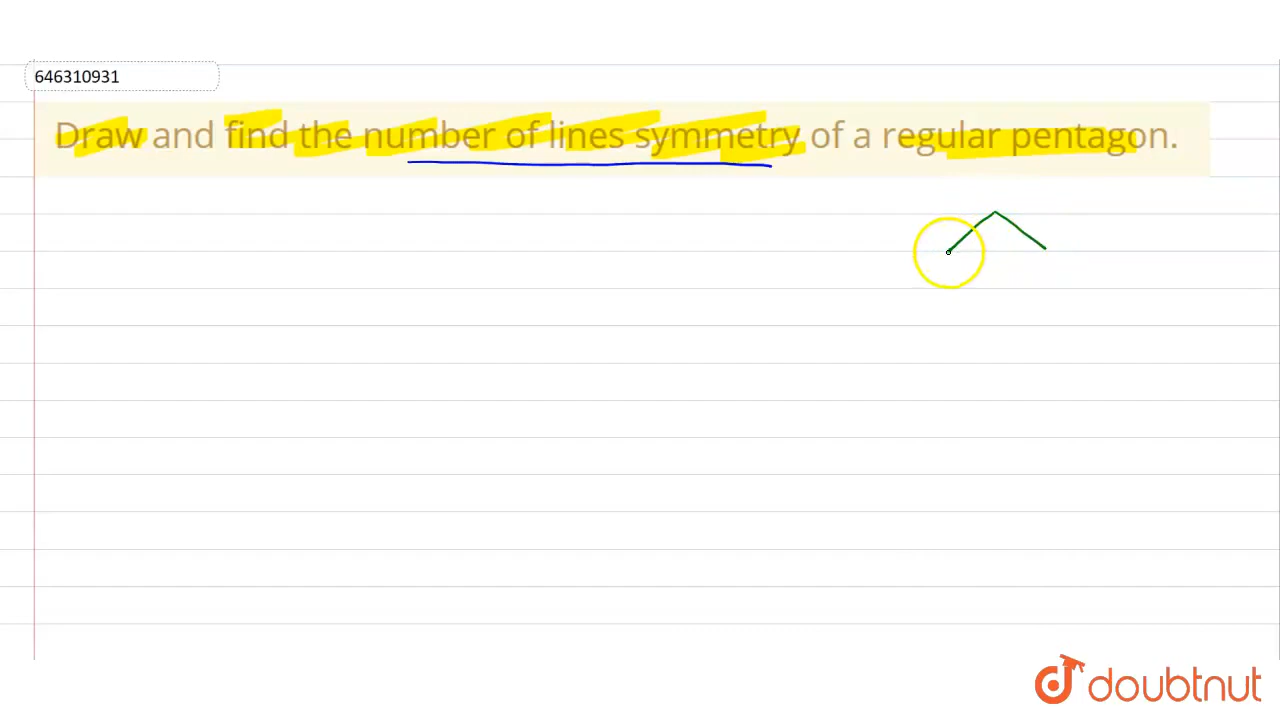 646310931
Draw and find the number of lines symmetry of a regular pentagon.
doubtnut